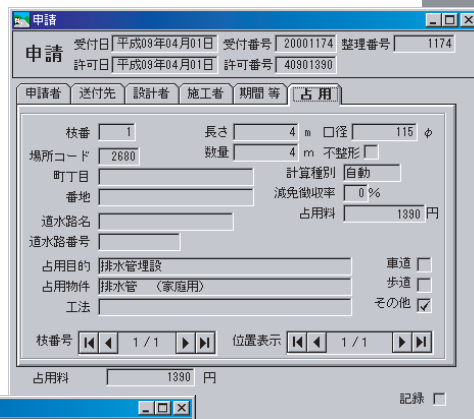 申請
申請 受付日 平成09年04月01日 受付番号 20001174 整理番号 1174
許可日 平成09年04月01日 許可番号 40901390
申請者 送付先 設計者 施工者 期間 等 占 用
枝番 1 長さ 4 m 口径 115 φ
場所コード 2680 数量 4 m 不整形
町丁目 計算種別 自動
番地 減免徴収率 0 %
道水路名 占用料 1390 円
道水路番号
占用目的 排水管埋設 車道
占用物件 排水管 (家庭用) 歩道
工法 その他
枝番号 1 / 1 位置表示 1 / 1
占用料 1390 円
記録